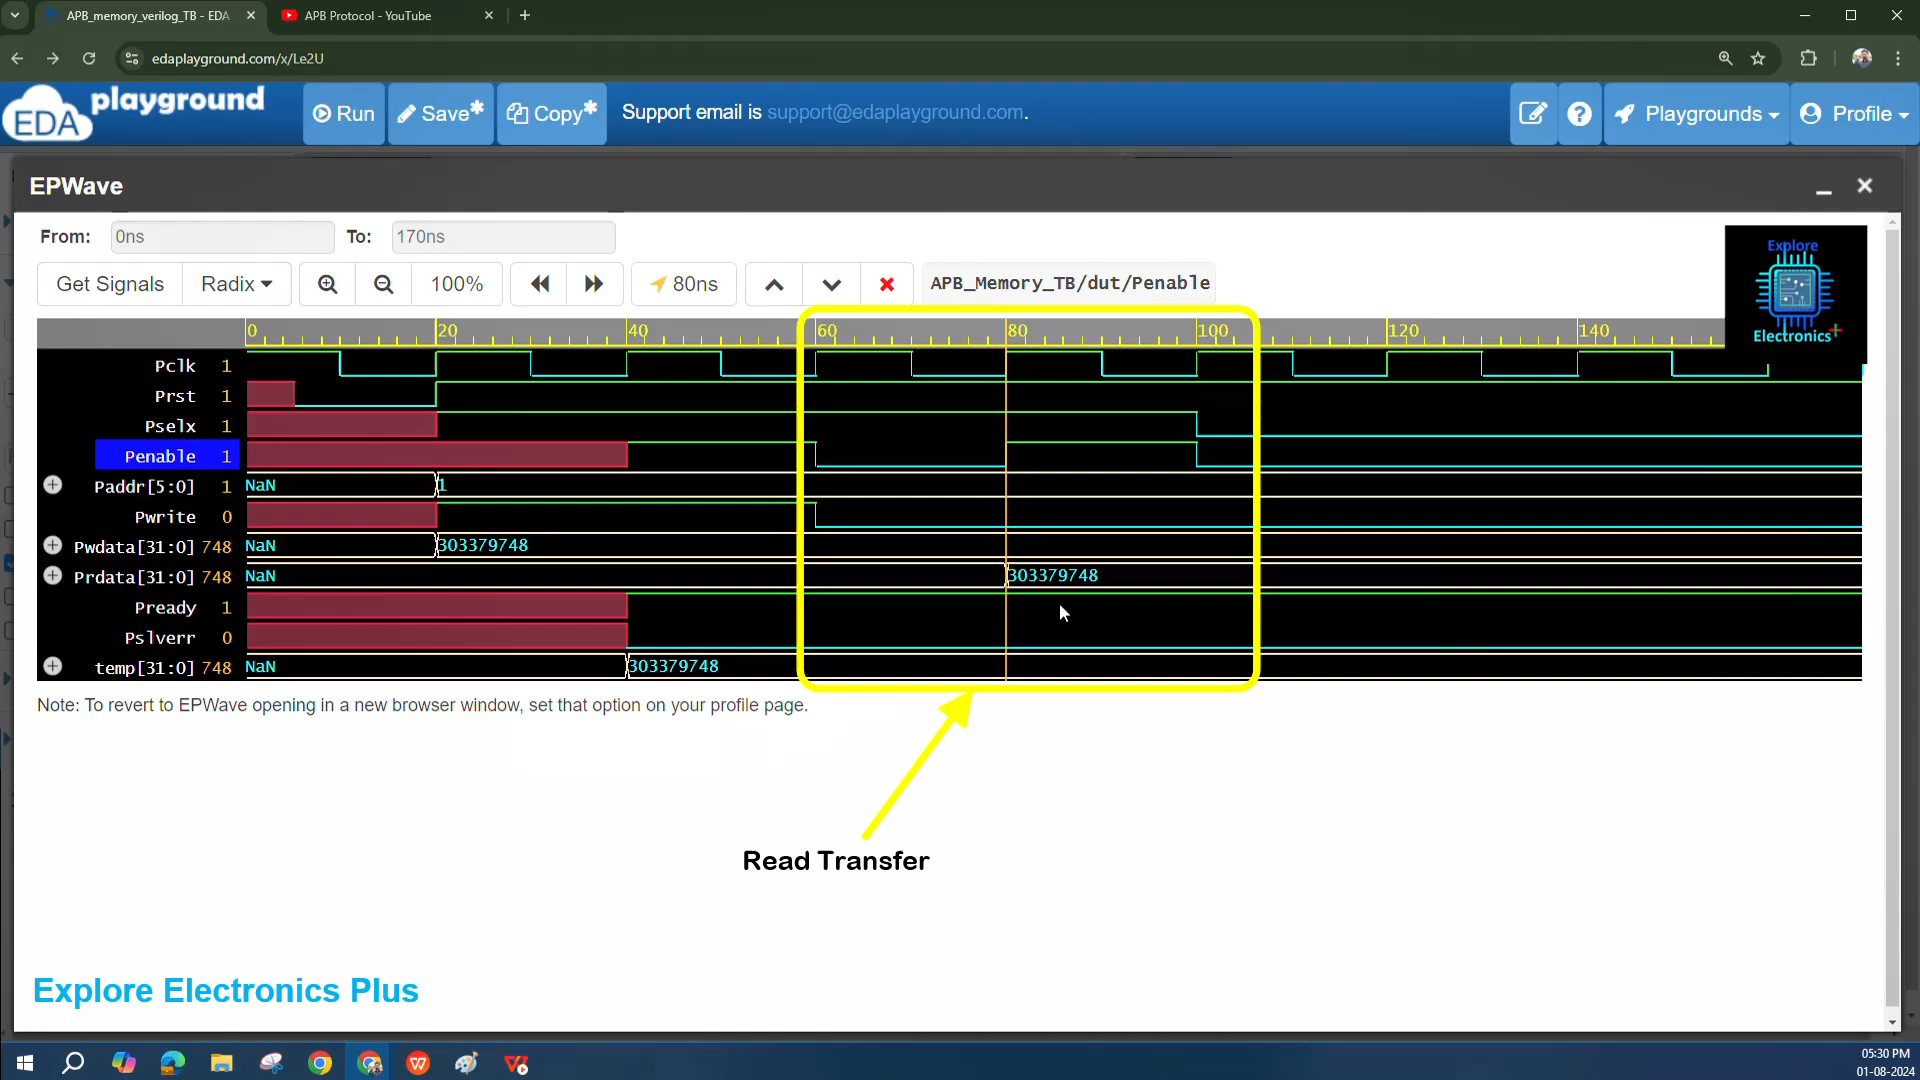 APB_memory_verilog_TB - EDA
APB Protocol - YouTube
edaplayground.com/x/Le2U
EDA playground
Run
Save*
Copy*
Support email is support@edaplayground.com.
Playgrounds
Profile
EPWave
From:
0ns
To:
170ns
Get Signals
Radix
100%
80ns
APB_Memory_TB/dut/Penable
Explore
Electronics+
0 20 40 60 80 100 120 140
Pclk 1
Prst 1
Pselx 1
Penable 1
Paddr[5:0] 1 NaN 1
Pwrite 0
Pwdata[31:0] 748 NaN 303379748
Prdata[31:0] 748 NaN 303379748
Pready 1
Pslverr 0
temp[31:0] 748 NaN 303379748
Note: To revert to EPWave opening in a new browser window, set that option on your profile page.
Read Transfer
Explore Electronics Plus
05:30 PM
01-08-2024